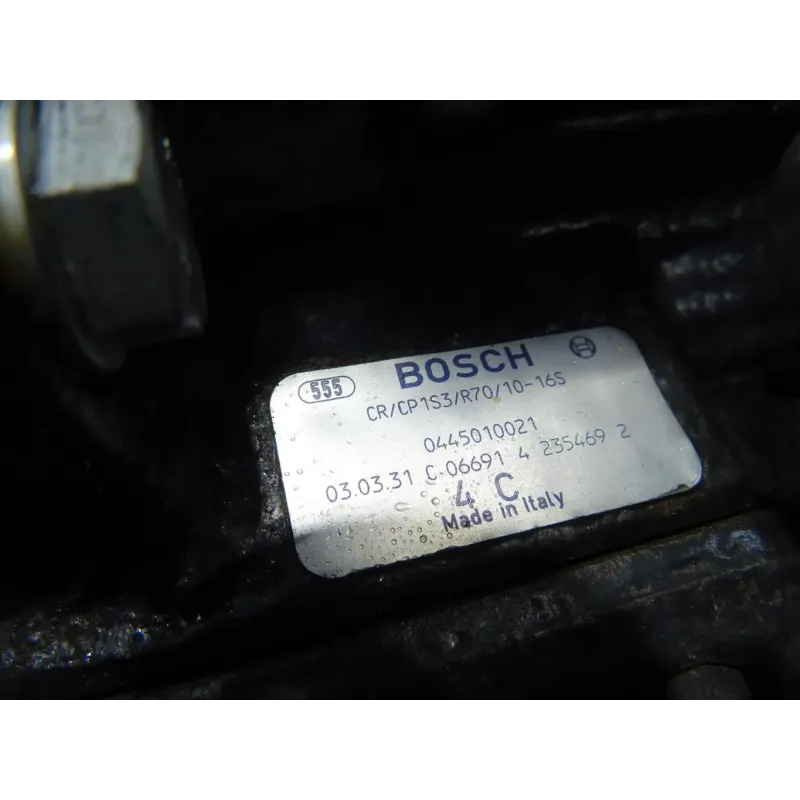 555 BOSCH
CR/CP1S3/R70/10-16S
0445010021
03.03.31 C.06691 4 235469 2
4 C
Made in Italy